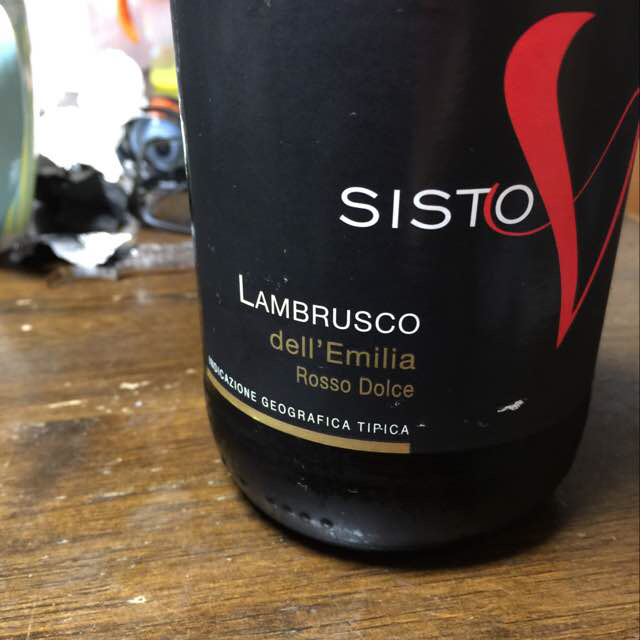 SISTO V
LAMBRUSCO
dell'Emilia
ROSSO DOLCE
INDICAZIONE GEOGRAFICA TIPICA